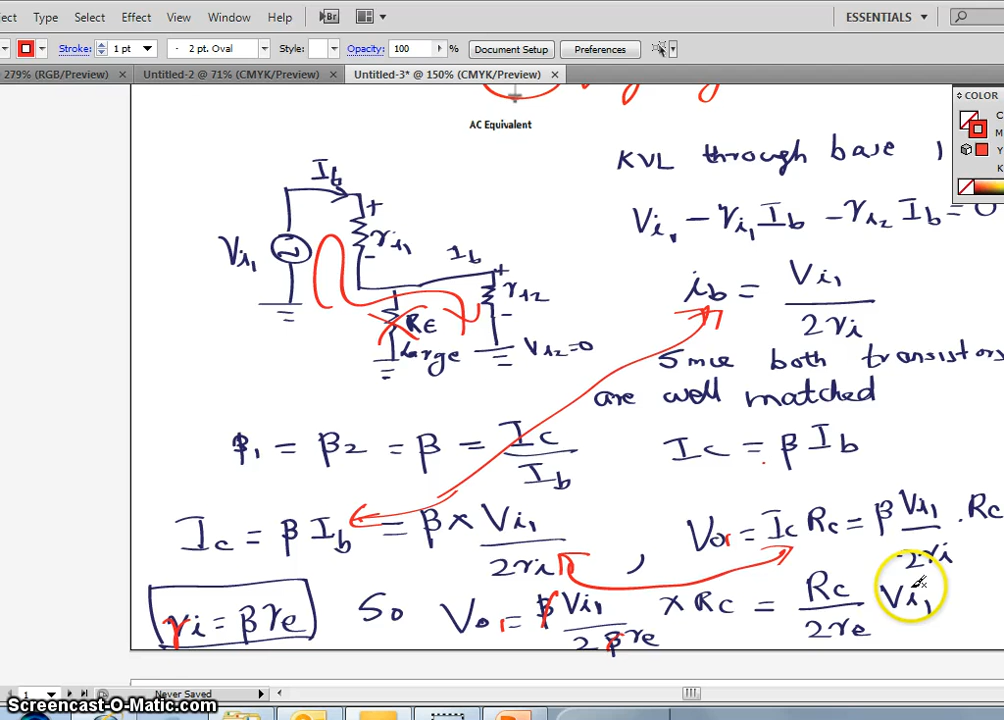 ect Type Select Effect View Window Help Br ESSENTIALS
Stroke: 1 pt 2 pt. Oval Style: Opacity: 100 % Document Setup Preferences
279% (RGB/Preview) × Untitled-2 @ 71% (CMYK/Preview) × Untitled-3* @ 150% (CMYK/Preview) ×
COLOR
C
M
Y
K
AC Equivalent
KVL through base 1
Ib
Vi1 - ri1 Ib - ri2 Ib = 0
Vi1
+
ri1
-
Ib
+
ri2
-
RE
Large
Vi2=0
ib = Vi1 / 2ri
Since both transistors
are well matched
β1 = β2 = β = Ic / Ib
Ic = β Ib
Ic = β Ib = β × Vi1 / 2ri ,
Vo1 = Ic Rc = β Vi1 / 2ri . Rc
ri = β re
So Vo1 = β Vi1 / 2βre × Rc = Rc / 2re Vi1
1 Never Saved
Screencast-O-Matic.com